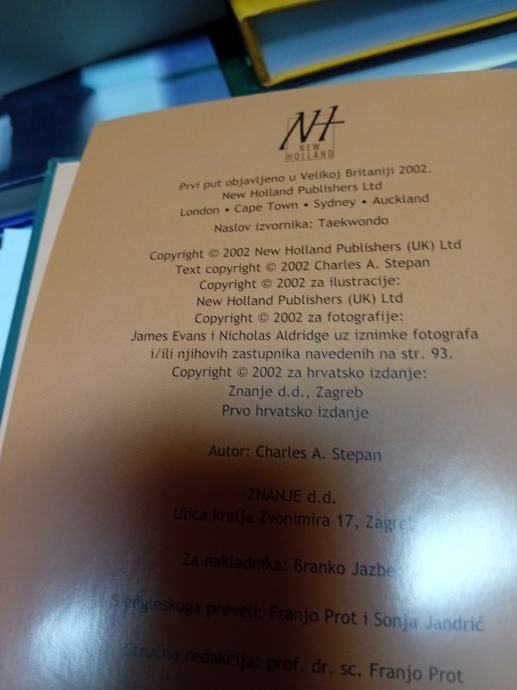 NH
NEW
HOLLAND
Prvi put objavljeno u Velikoj Britaniji 2002.
New Holland Publishers Ltd
London • Cape Town • Sydney • Auckland
Naslov izvornika: Taekwondo
Copyright © 2002 New Holland Publishers (UK) Ltd
Text copyright © 2002 Charles A. Stepan
Copyright © 2002 za ilustracije:
New Holland Publishers (UK) Ltd
Copyright © 2002 za fotografije:
James Evans i Nicholas Aldridge uz iznimke fotografa
i/ili njihovih zastupnika navedenih na str. 93.
Copyright © 2002 za hrvatsko izdanje:
Znanje d.d., Zagreb
Prvo hrvatsko izdanje
Autor: Charles A. Stepan
ZNANJE d.d.
Ulica kralja Zvonimira 17, Zagreb
Za nakladnika: Branko
S engleskoga preveli: Franjo Prot i Sonja Jandrić
Stručna redakcija: prof. dr. sc. Franjo Prot